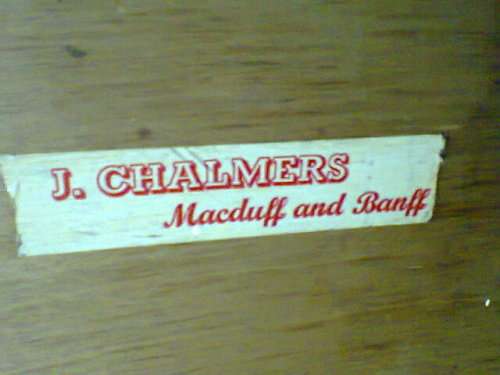 J. CHALMERS
Macduff and Banff